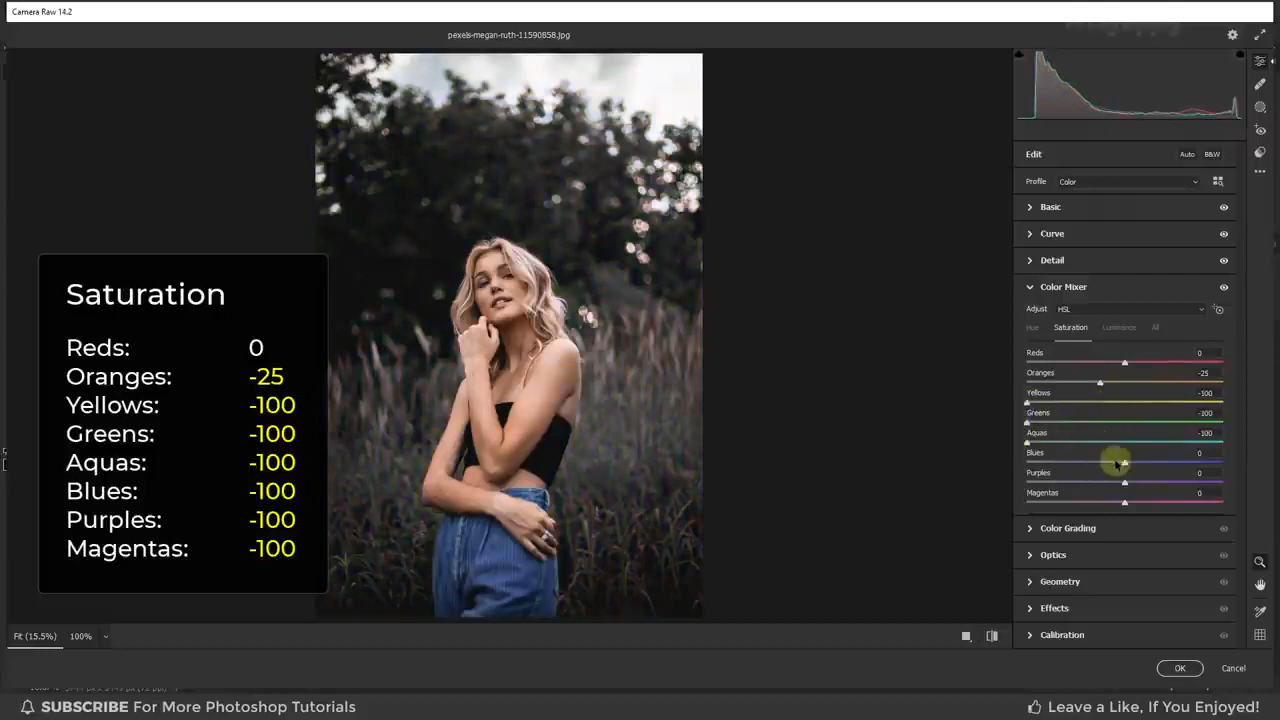 Camera Raw 14.2
pexels-megan-ruth-11590858.jpg
Edit
Auto
B&W
Profile
Color
Basic
Curve
Detail
Color Mixer
Adjust
HSL
Hue
Saturation
Luminance
All
Reds
0
Oranges
-25
Yellows
-100
Greens
-100
Aquas
-100
Blues
0
Purples
0
Magentas
0
Color Grading
Optics
Geometry
Effects
Calibration
Saturation
Reds: 0
Oranges: -25
Yellows: -100
Greens: -100
Aquas: -100
Blues: -100
Purples: -100
Magentas: -100
Fit (15.5%)
100%
OK
Cancel
SUBSCRIBE For More Photoshop Tutorials
Leave a Like, If You Enjoyed!